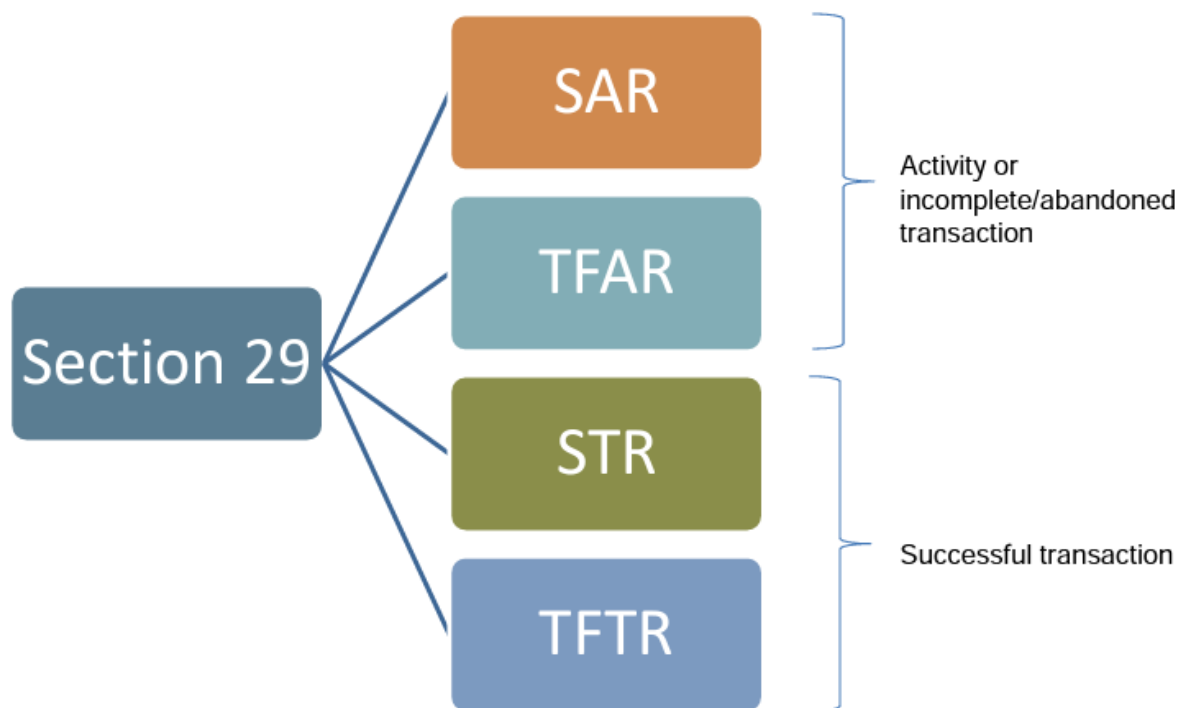 SAR
Activity or
incomplete/abandoned
transaction
TFAR
Section 29
STR
Successful transaction
TFTR